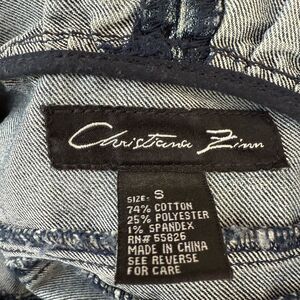 Christiana Zinn
SIZE: S
74% COTTON
25% POLYESTER
1% SPANDEX
RN# 55826
MADE IN CHINA
SEE REVERSE
FOR CARE